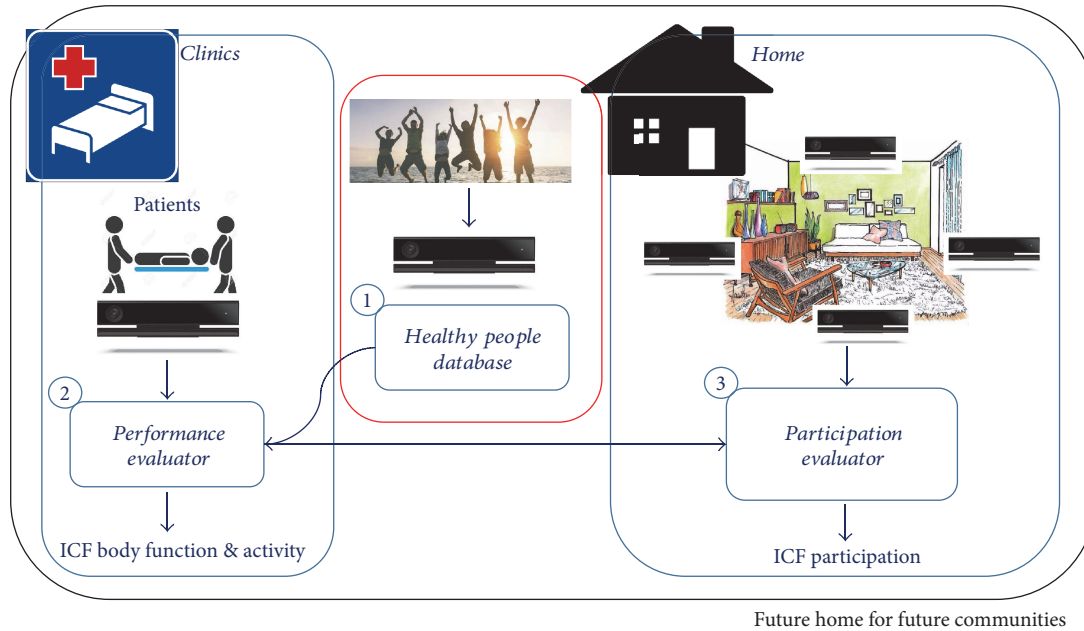 Clinics
Home
Patients
1
Healthy people
database
2
Performance
evaluator
3
Participation
evaluator
ICF body function & activity
ICF participation
Future home for future communities